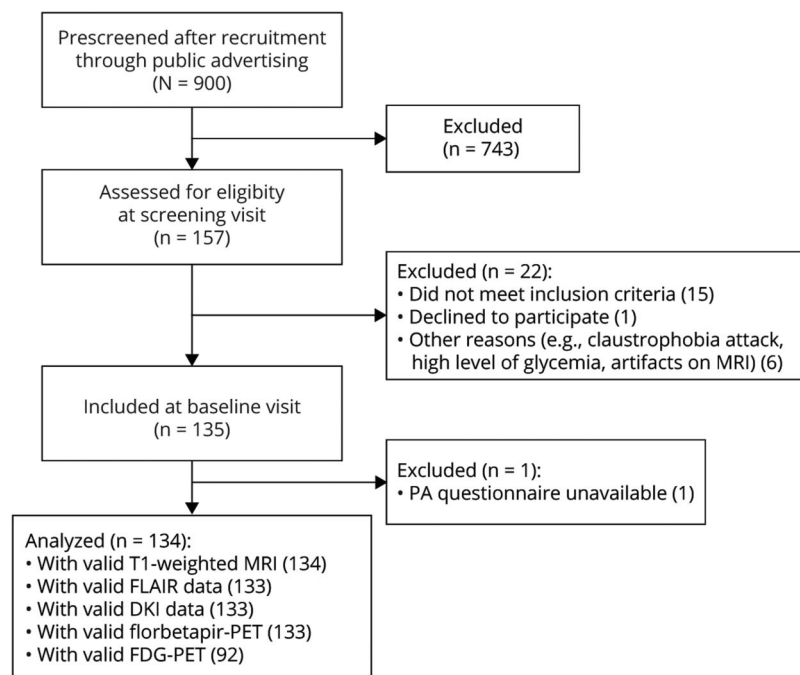 Prescreened after recruitment
through public advertising
(N = 900)
Excluded
(n = 743)
Assessed for eligibity
at screening visit
(n = 157)
Excluded (n = 22):
• Did not meet inclusion criteria (15)
• Declined to participate (1)
• Other reasons (e.g., claustrophobia attack,
high level of glycemia, artifacts on MRI) (6)
Included at baseline visit
(n = 135)
Excluded (n = 1):
• PA questionnaire unavailable (1)
Analyzed (n = 134):
• With valid T1-weighted MRI (134)
• With valid FLAIR data (133)
• With valid DKI data (133)
• With valid florbetapir-PET (133)
• With valid FDG-PET (92)